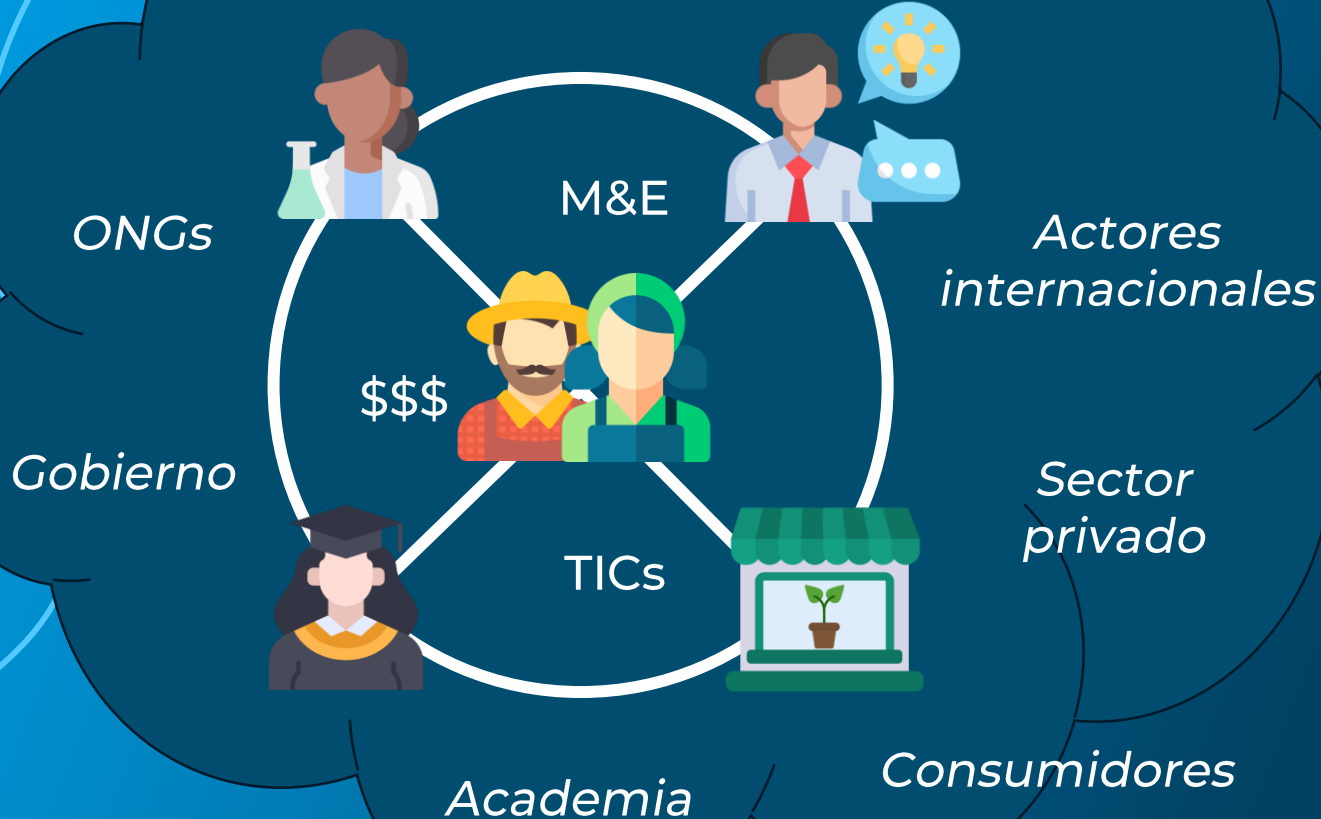 M&E
ONGs
Actores
internacionales
$$$
Gobierno
Sector
privado
TICs
Consumidores
Academia